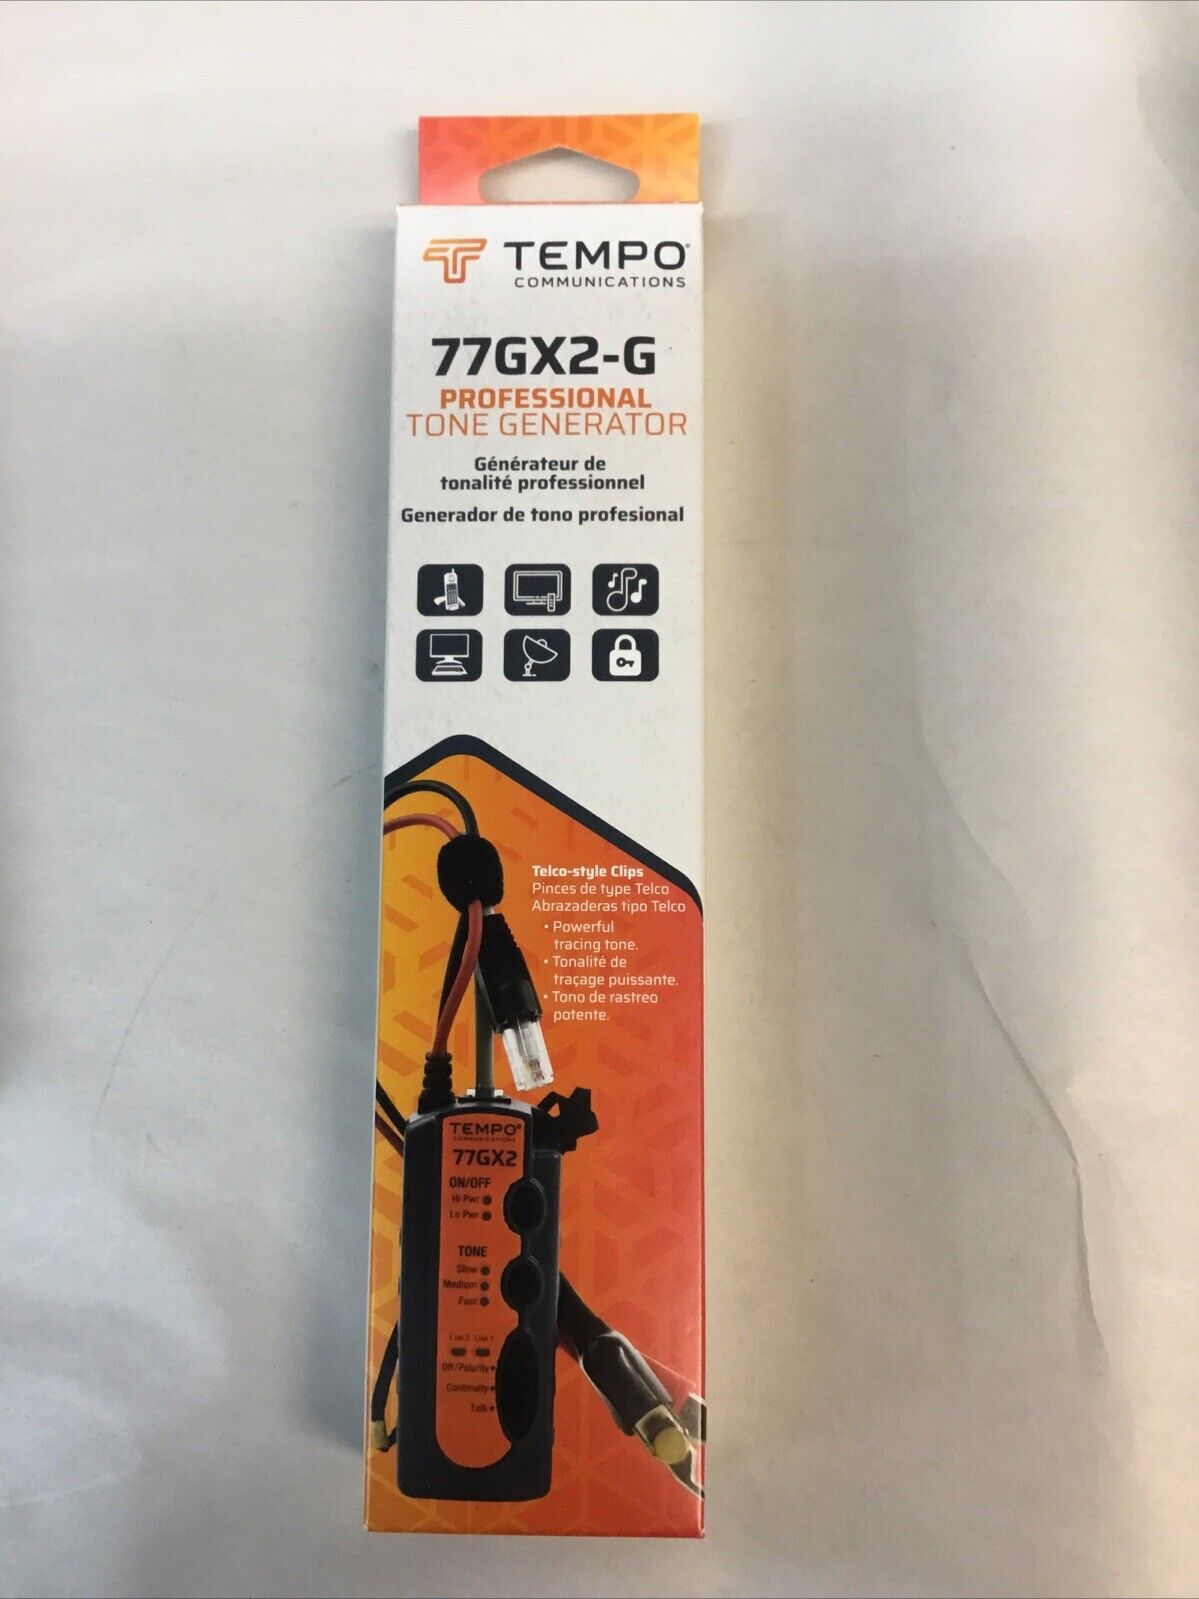 TEMPO®
COMMUNICATIONS
77GX2-G
PROFESSIONAL
TONE GENERATOR
Générateur de
tonalité professionnel
Generador de tono profesional
Telco-style Clips
Pinces de type Telco
Abrazaderas tipo Telco
• Powerful
tracing tone.
• Tonalité de
traçage puissante.
• Tono de rastreo
potente.
TEMPO®
COMMUNICATIONS
77GX2
ON/OFF
Hi Pwr
Lo Pwr
TONE
Slow
Medium
Fast
Line 2 Line 1
Off/Polarity
Continuity
Talk